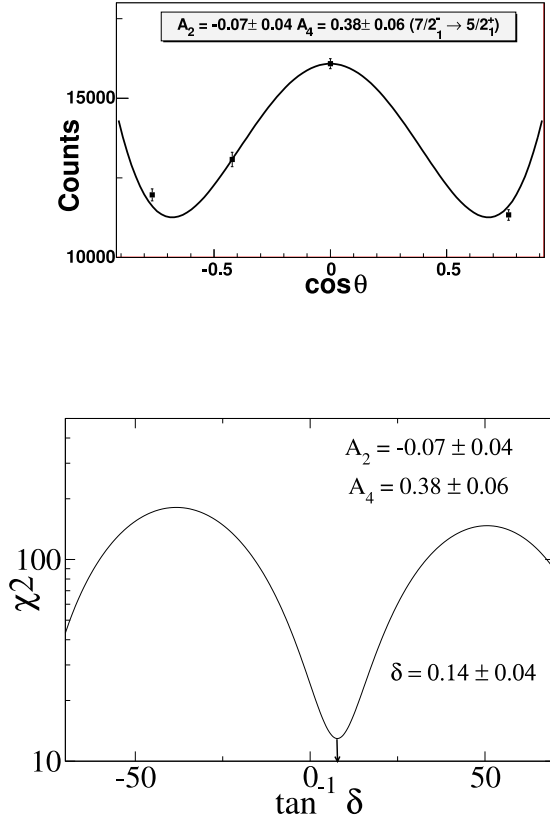 A₂ = -0.07± 0.04 A₄ = 0.38± 0.06 (7/2⁻₁ → 5/2⁺₁)
15000
Counts
10000
-0.5 0 0.5
cosθ
A₂ = -0.07 ± 0.04
A₄ = 0.38 ± 0.06
100
χ2
δ = 0.14 ± 0.04
10
-50 0 50
tan⁻¹ δ